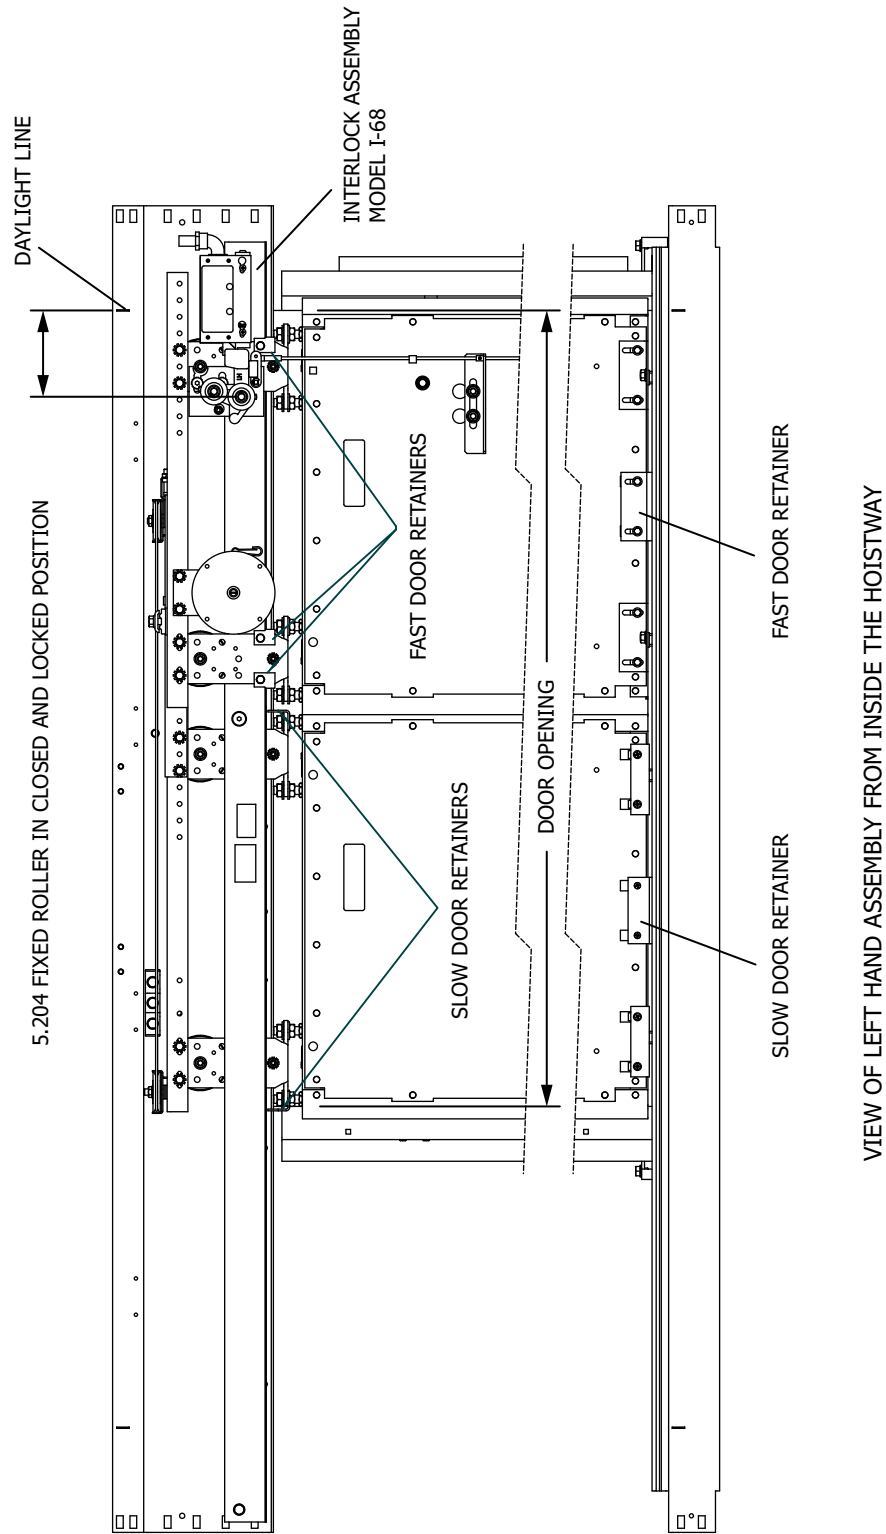 DAYLIGHT LINE
INTERLOCK ASSEMBLY
MODEL I-68
5.204 FIXED ROLLER IN CLOSED AND LOCKED POSITION
FAST DOOR RETAINERS
SLOW DOOR RETAINERS
DOOR OPENING
FAST DOOR RETAINER
SLOW DOOR RETAINER
VIEW OF LEFT HAND ASSEMBLY FROM INSIDE THE HOISTWAY